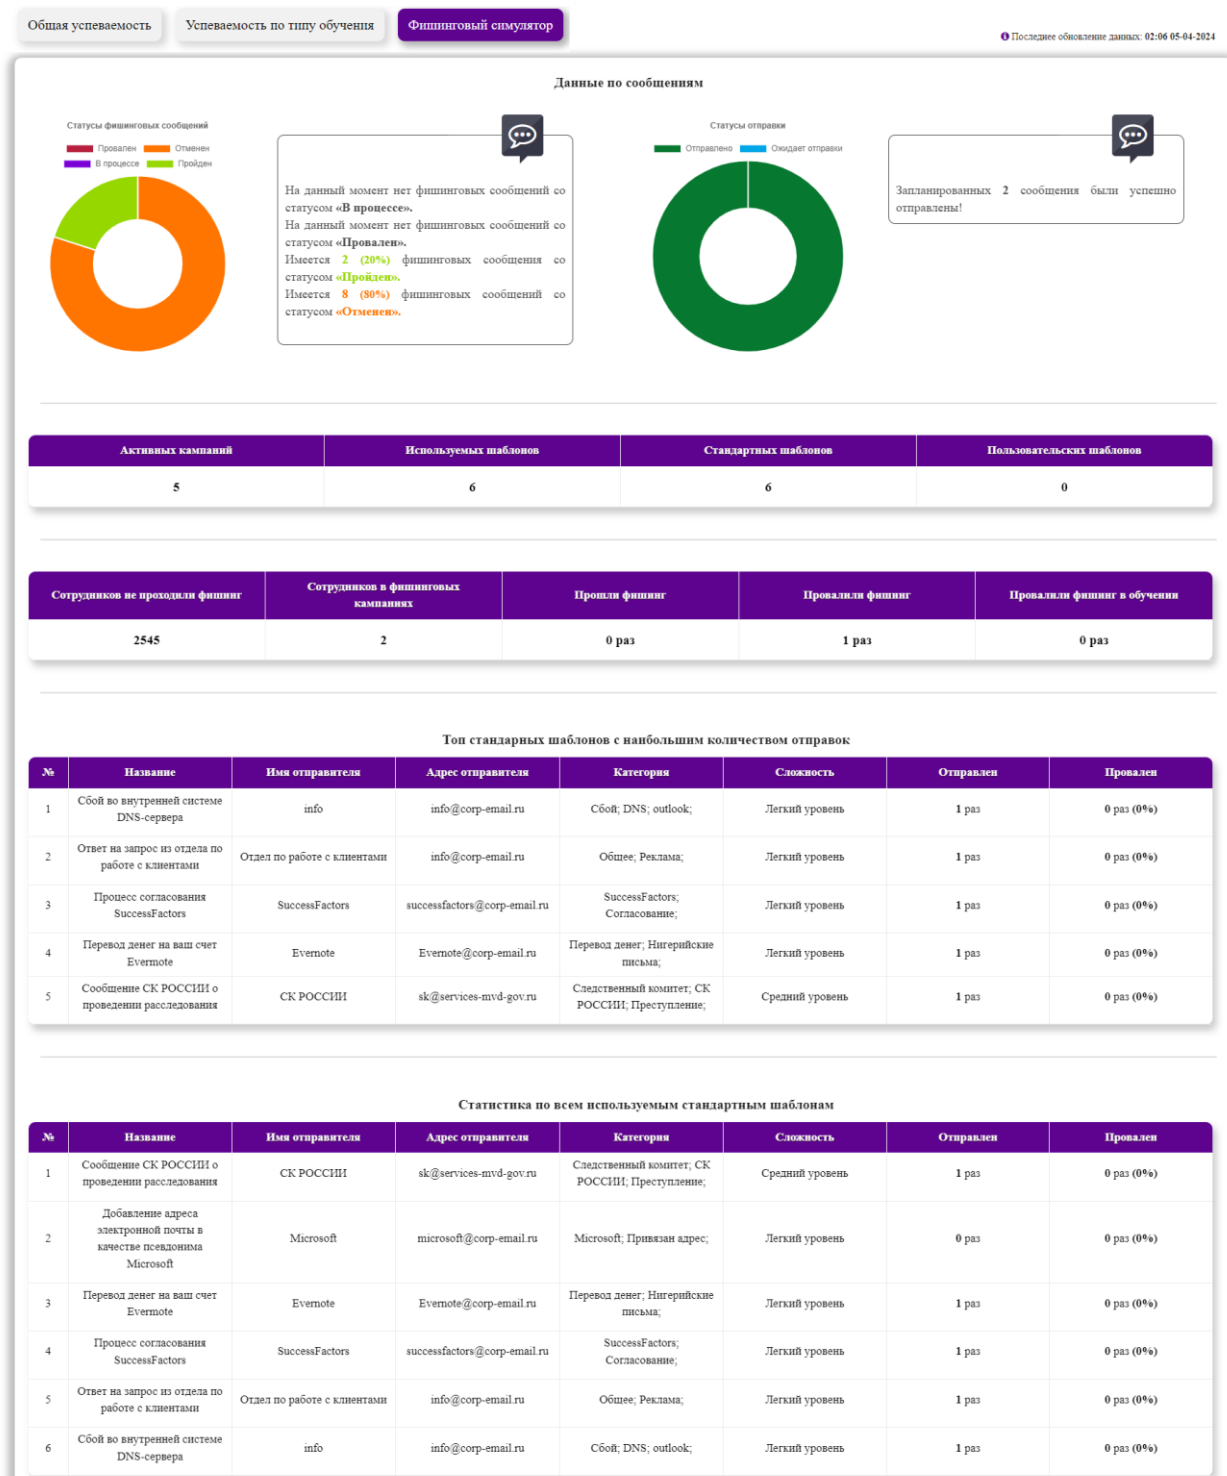 Общая успеваемость
Успеваемость по типу обучения
Фишинговый симулятор
Последнее обновление данных: 02:06 05-04-2024
Данные по сообщениям
Статусы фишинговых сообщений
Провален Отменен
В процессе Пройден
На данный момент нет фишинговых сообщений со
статусом «В процессе».
На данный момент нет фишинговых сообщений со
статусом «Провален».
Имеется 2 (20%) фишинговых сообщения со
статусом «Пройден».
Имеется 8 (80%) фишинговых сообщений со
статусом «Отменен».
Статусы отправки
Отправлено Ожидает отправки
Запланированных 2 сообщения были успешно
отправлены!
Активных кампаний Используемых шаблонов Стандартных шаблонов Пользовательских шаблонов
5 6 6 0
Сотрудников не проходили фишинг Сотрудников в фишинговых кампаниях Прошли фишинг Провалили фишинг Провалили фишинг в обучении
2545 2 0 раз 1 раз 0 раз
Топ стандарных шаблонов с наибольшим количеством отправок
№ Название Имя отправителя Адрес отправителя Категория Сложность Отправлен Провален
1 Сбой во внутренней системе DNS-сервера info info@corp-email.ru Сбой; DNS; outlook; Легкий уровень 1 раз 0 раз (0%)
2 Ответ на запрос из отдела по работе с клиентами Отдел по работе с клиентами info@corp-email.ru Общее; Реклама; Легкий уровень 1 раз 0 раз (0%)
3 Процесс согласования SuccessFactors SuccessFactors successfactors@corp-email.ru SuccessFactors; Согласование; Легкий уровень 1 раз 0 раз (0%)
4 Перевод денег на ваш счет Evermote Evernote Evernote@corp-email.ru Перевод денег; Нигерийские письма; Легкий уровень 1 раз 0 раз (0%)
5 Сообщение СК РОССИИ о проведении расследования СК РОССИИ sk@services-mvd-gov.ru Следственный комитет; СК РОССИИ; Преступление; Средний уровень 1 раз 0 раз (0%)
Статистика по всем используемым стандартным шаблонам
№ Название Имя отправителя Адрес отправителя Категория Сложность Отправлен Провален
1 Сообщение СК РОССИИ о проведении расследования СК РОССИИ sk@services-mvd-gov.ru Следственный комитет; СК РОССИИ; Преступление; Средний уровень 1 раз 0 раз (0%)
2 Добавление адреса электронной почты в качестве псевдонима Microsoft Microsoft microsoft@corp-email.ru Microsoft; Привязан адрес; Легкий уровень 0 раз 0 раз (0%)
3 Перевод денег на ваш счет Evermote Evernote Evernote@corp-email.ru Перевод денег; Нигерийские письма; Легкий уровень 1 раз 0 раз (0%)
4 Процесс согласования SuccessFactors SuccessFactors successfactors@corp-email.ru SuccessFactors; Согласование; Легкий уровень 1 раз 0 раз (0%)
5 Ответ на запрос из отдела по работе с клиентами Отдел по работе с клиентами info@corp-email.ru Общее; Реклама; Легкий уровень 1 раз 0 раз (0%)
6 Сбой во внутренней системе DNS-сервера info info@corp-email.ru Сбой; DNS; outlook; Легкий уровень 1 раз 0 раз (0%)